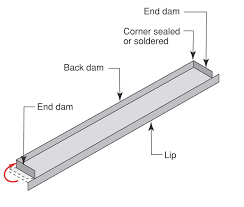 End dam
Corner sealed
or soldered
Back dam
End dam
Lip